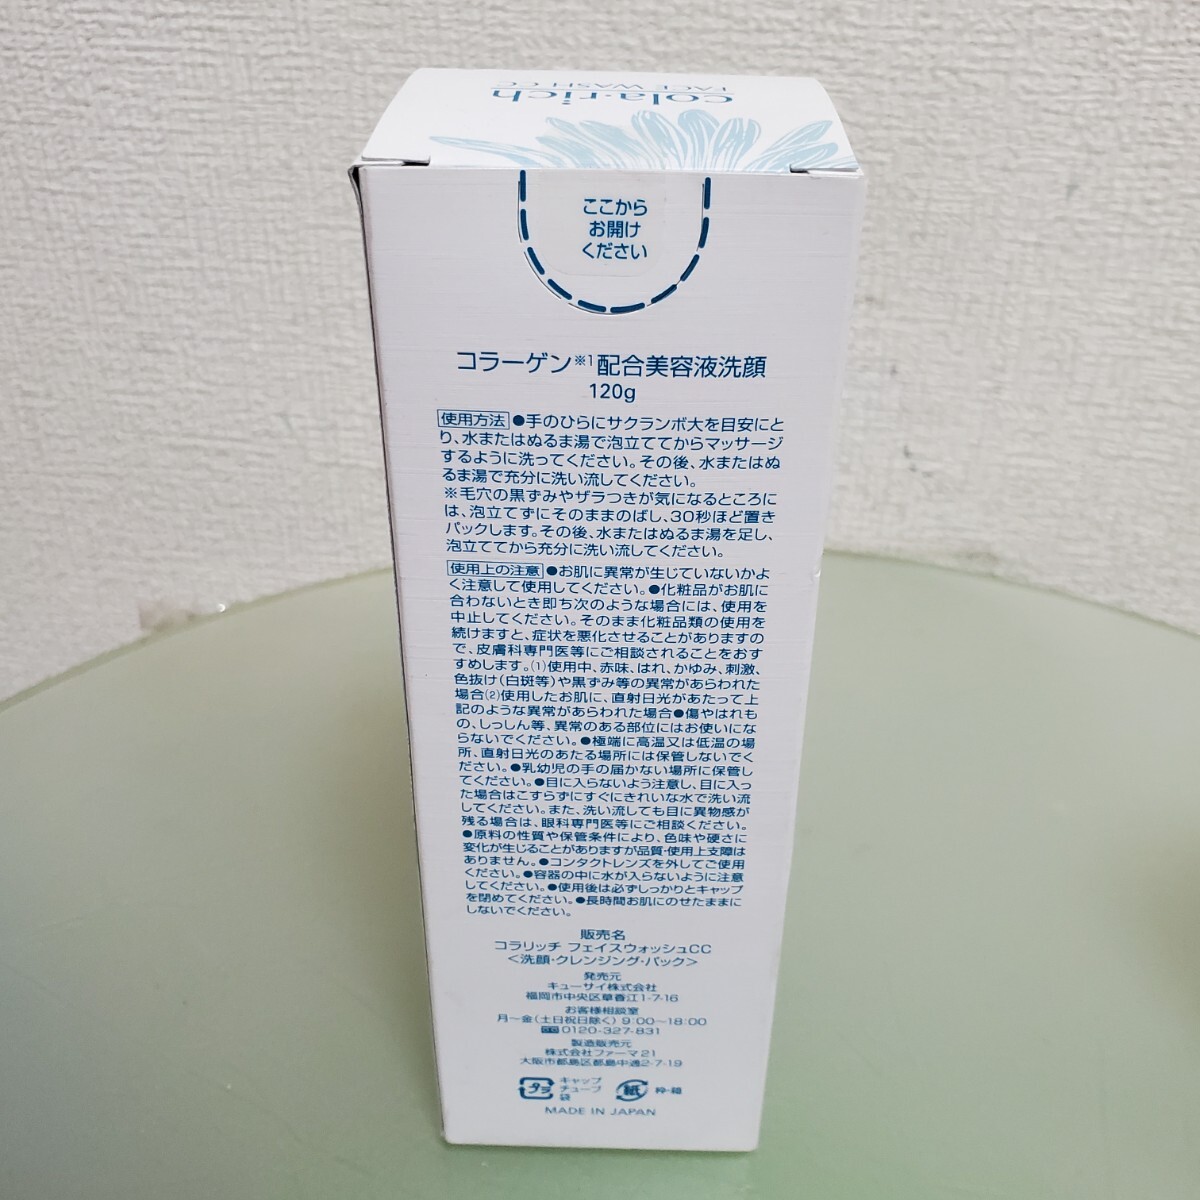 cola·rich
FACE WASH CC
ここから
お開け
ください
コラーゲン※1配合美容液洗顔
120g
使用方法 ●手のひらにサクランボ大を目安にと
り、水またはぬるま湯で泡立ててからマッサージ
するように洗ってください。その後、水またはぬ
るま湯で充分に洗い流してください。
※毛穴の黒ずみやザラつきが気になるところに
は、泡立てずにそのままのばし、30秒ほど置き
パックします。その後、水またはぬるま湯を足し、
泡立ててから充分に洗い流してください。
使用上の注意 ●お肌に異常が生じていないかよ
く注意して使用してください。●化粧品がお肌に
合わないとき即ち次のような場合には、使用を
中止してください。そのまま化粧品類の使用を
続けますと、症状を悪化させることがありますの
で、皮膚科専門医等にご相談されることをおす
すめします。(1)使用中、赤味、はれ、かゆみ、刺激、
色抜け(白斑等)や黒ずみ等の異常があらわれた
場合(2)使用したお肌に、直射日光があたって上
記のような異常があらわれた場合●傷やはれも
の、しっしん等、異常のある部位にはお使いにな
らないでください。●極端に高温又は低温の場
所、直射日光のあたる場所には保管しないでく
ださい。●乳幼児の手の届かない場所に保管し
てください。●目に入らないよう注意し、目に入っ
た場合はこすらずにすぐにきれいな水で洗い流
してください。また、洗い流しても目に異物感が
残る場合は、眼科専門医等にご相談ください。
●原料の性質や保管条件により、色味や硬さに
変化が生じることがありますが品質・使用上支障は
ありません。●コンタクトレンズを外してご使用
ください。●容器の中に水が入らないように注意
してください。●使用後は必ずしっかりとキャップ
を閉めてください。●長時間お肌にのせたままに
しないでください。
販売名
コラリッチ フェイスウォッシュCC
<洗顔・クレンジング・パック>
発売元
キューサイ株式会社
福岡市中央区草香江1-7-16
お客様相談室
月〜金(土日祝日除く) 9:00〜18:00
0120-327-831
製造販売元
株式会社ファーマ21
大阪市都島区都島中通2-7-19
プラ キャップ
チューブ
袋
紙 枠・箱
MADE IN JAPAN